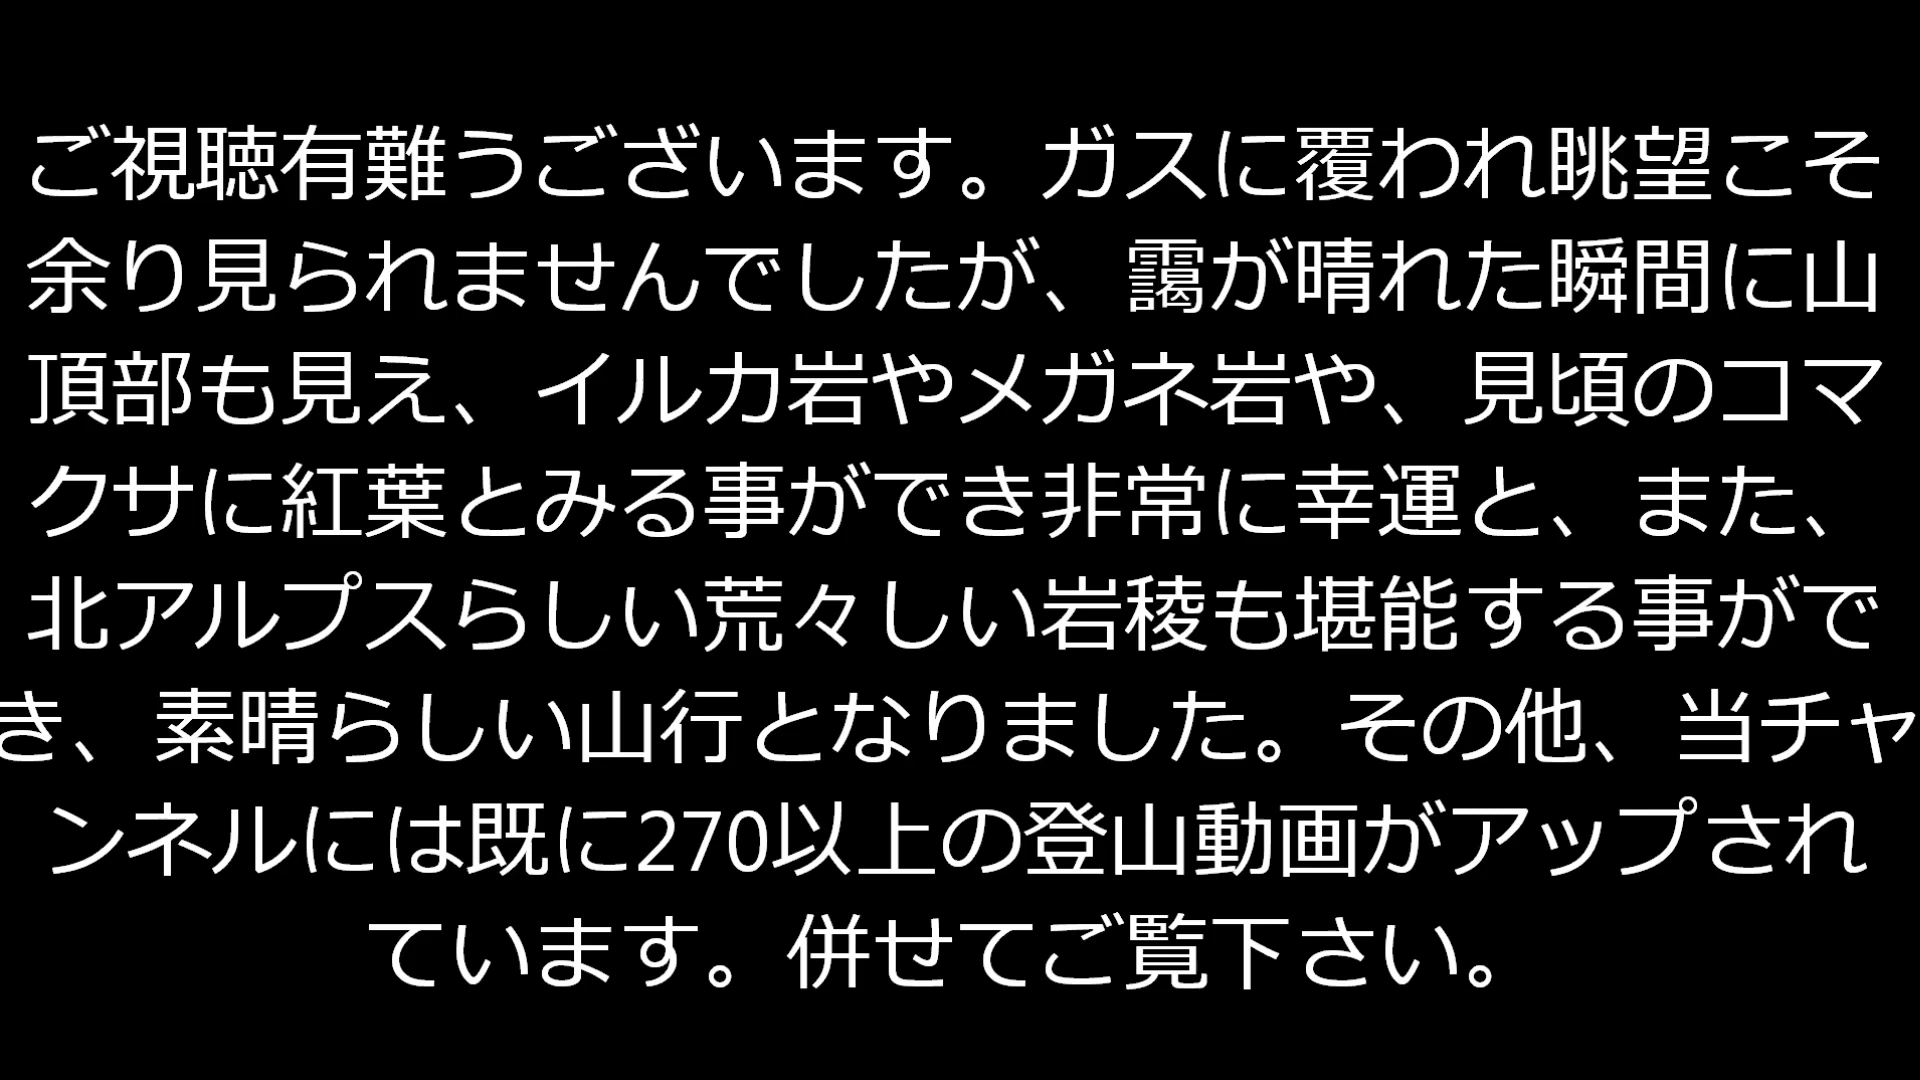 ご視聴有難うございます。ガスに覆われ眺望こそ
余り見られませんでしたが、靄が晴れた瞬間に山
頂部も見え、イルカ岩やメガネ岩や、見頃のコマ
クサに紅葉とみる事ができ非常に幸運と、また、
北アルプスらしい荒々しい岩稜も堪能する事がで
き、素晴らしい山行となりました。その他、当チャ
ンネルには既に270以上の登山動画がアップされ
ています。併せてご覧下さい。